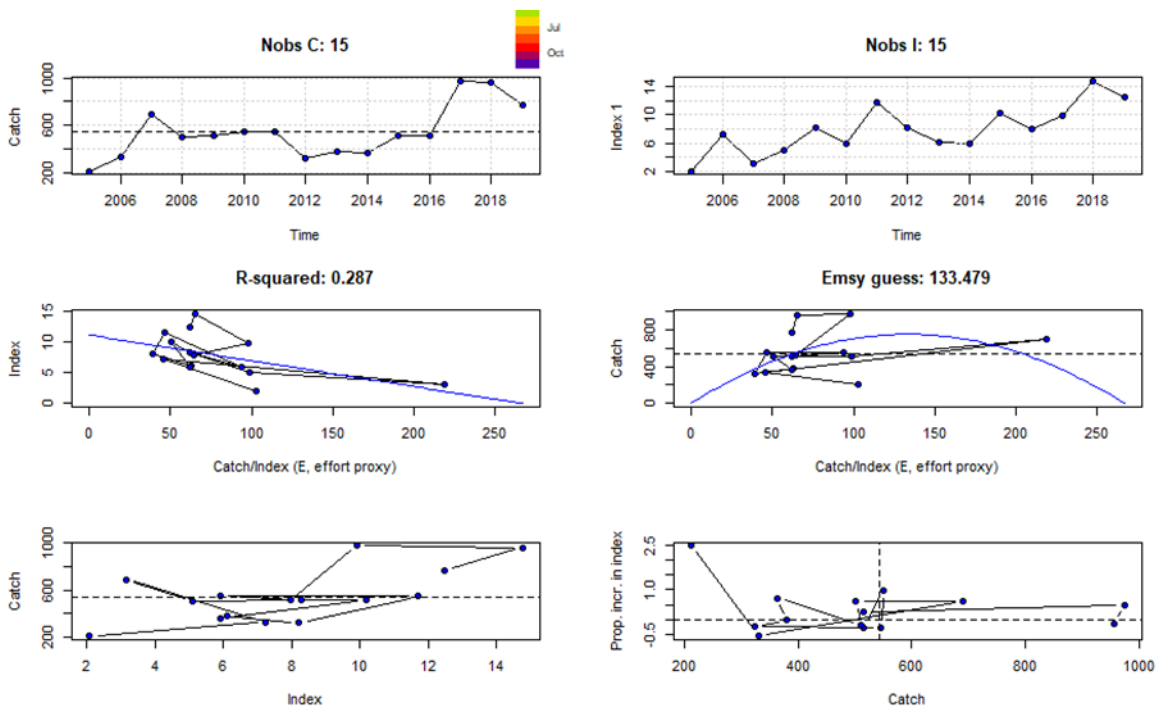 Nobs C: 15
Jul
Oct
Catch
1000
600
200
2006 2008 2010 2012 2014 2016 2018
Time
Nobs I: 15
Index 1
14
10
6
2
2006 2008 2010 2012 2014 2016 2018
Time
R-squared: 0.287
Index
15
10
5
0
0 50 100 150 200 250
Catch/Index (E, effort proxy)
Emsy guess: 133.479
Catch
800
400
0
0 50 100 150 200 250
Catch/Index (E, effort proxy)
Catch
1000
600
200
2 4 6 8 10 12 14
Index
Prop. incr. in index
2.5
1.0
-0.5
200 400 600 800 1000
Catch